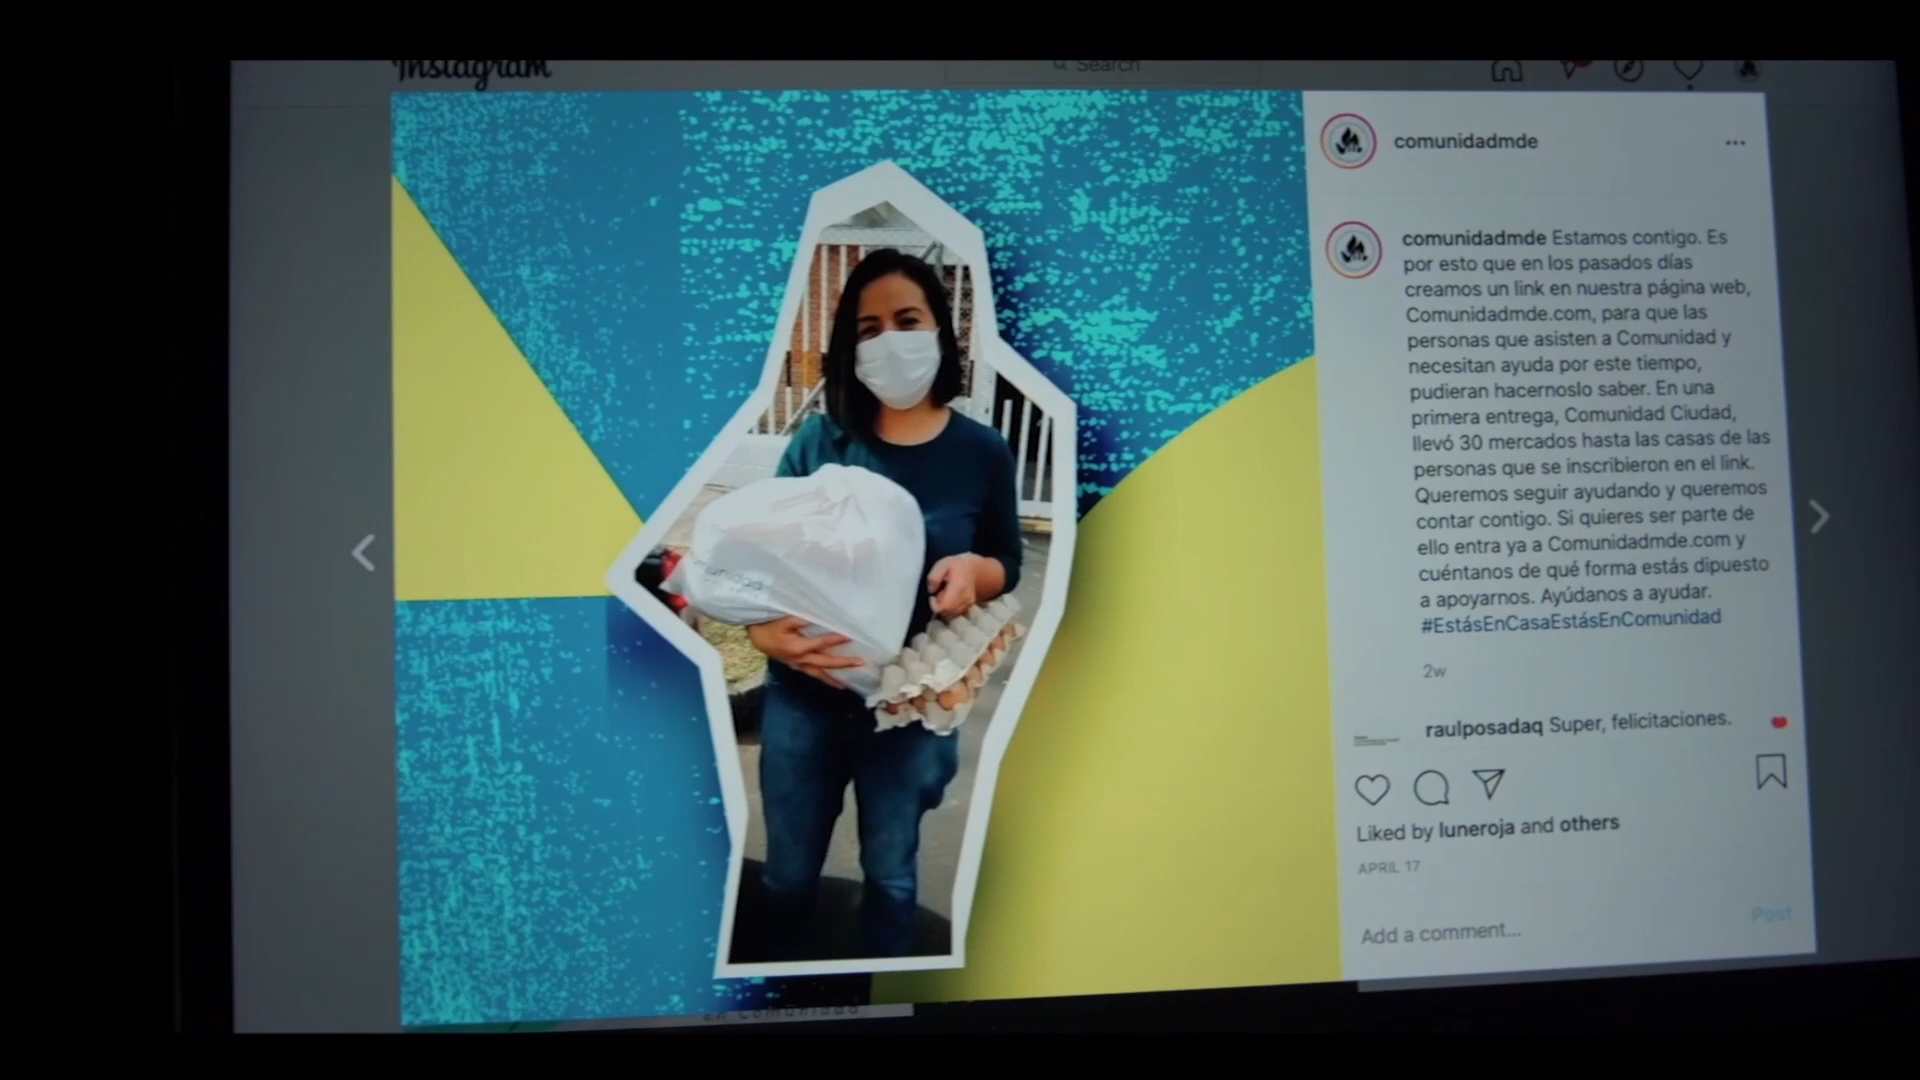 Instagram
Search
comunidadmde
comunidadmde Estamos contigo. Es
por esto que en los pasados días
creamos un link en nuestra página web,
Comunidadmde.com, para que las
personas que asisten a Comunidad y
necesitan ayuda por este tiempo,
pudieran hacernoslo saber. En una
primera entrega, Comunidad Ciudad,
llevó 30 mercados hasta las casas de las
personas que se inscribieron en el link.
Queremos seguir ayudando y queremos
contar contigo. Si quieres ser parte de
ello entra ya a Comunidadmde.com y
cuéntanos de qué forma estás dipuesto
a apoyarnos. Ayúdanos a ayudar.
#EstásEnCasaEstásEnComunidad
2w
raulposadaq Super, felicitaciones.
Liked by luneroja and others
APRIL 17
Add a comment...
Post
en Comunidad